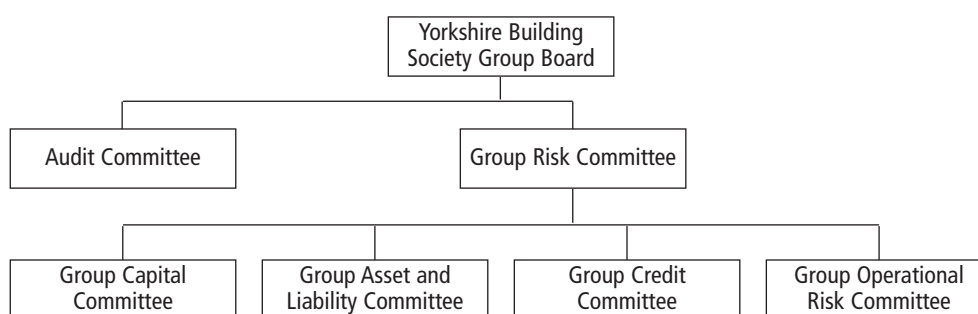 Yorkshire Building
Society Group Board
Audit Committee
Group Risk Committee
Group Capital
Committee
Group Asset and
Liability Committee
Group Credit
Committee
Group Operational
Risk Committee